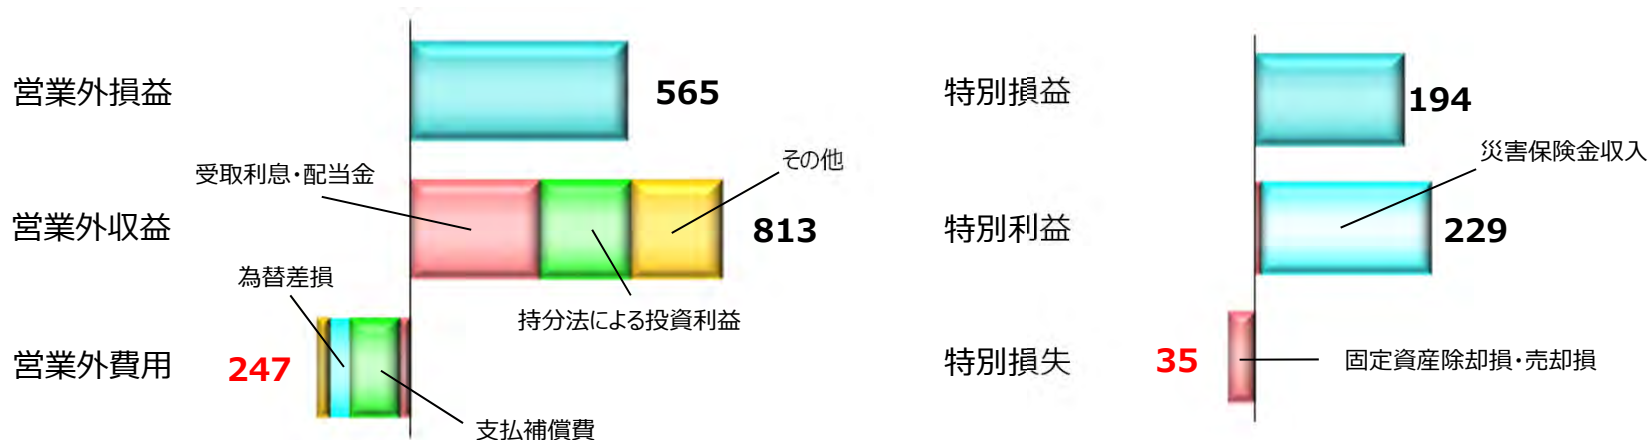 営業外損益
565
受取利息・配当金
その他
営業外収益
813
為替差損
持分法による投資利益
営業外費用
247
支払補償費
特別損益
194
災害保険金収入
特別利益
229
特別損失
35
固定資産除却損・売却損